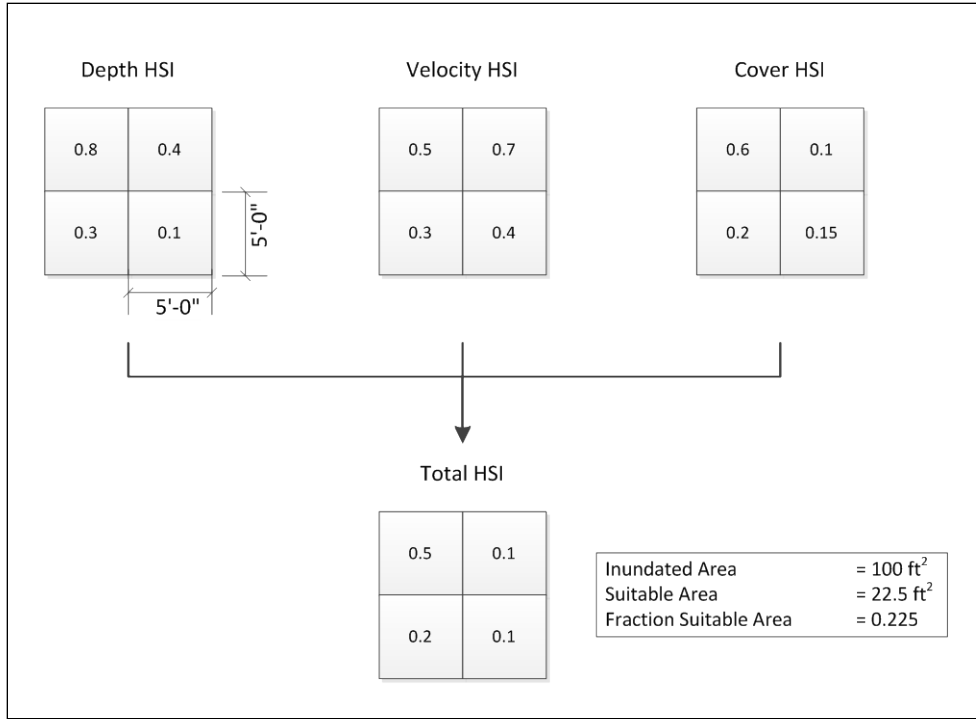 Depth HSI
Velocity HSI
Cover HSI
0.8 0.4
0.5 0.7
0.6 0.1
0.3 0.1
0.3 0.4
0.2 0.15
5'-0"
5'-0"
Total HSI
0.5 0.1
0.2 0.1
Inundated Area = 100 ft²
Suitable Area = 22.5 ft²
Fraction Suitable Area = 0.225